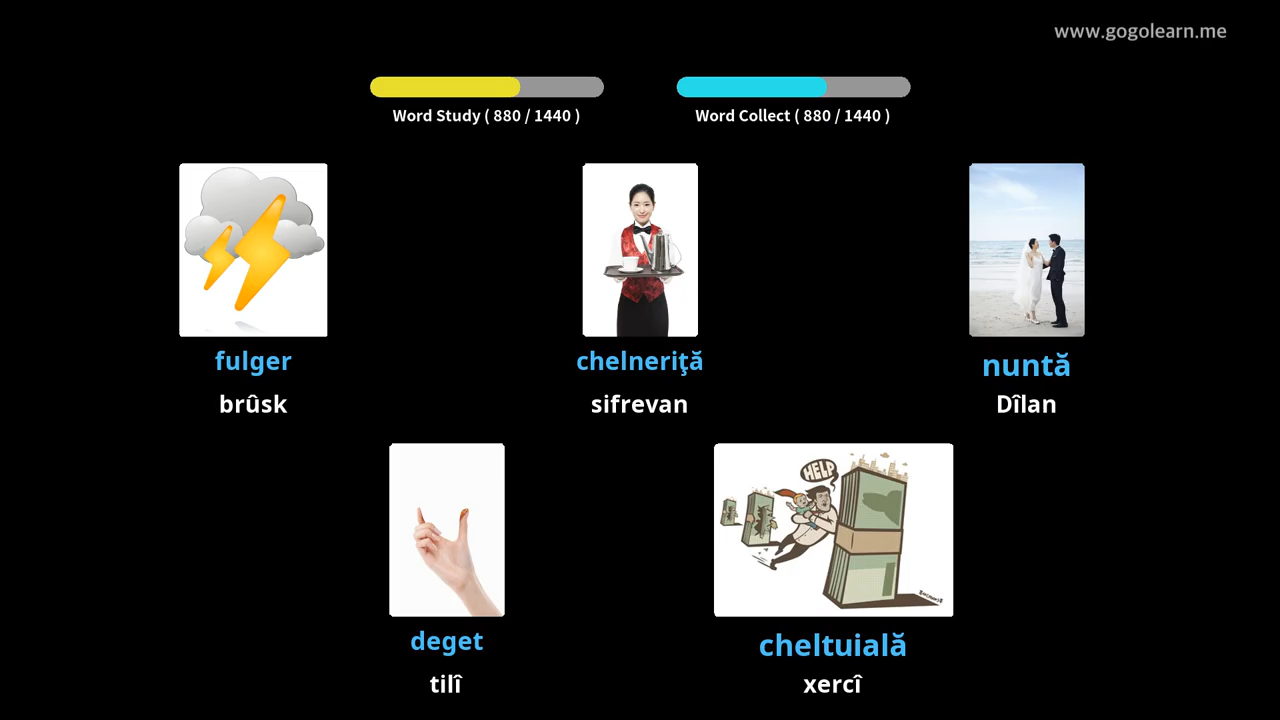 www.gogolearn.me
Word Study ( 880 / 1440 )
Word Collect ( 880 / 1440 )
fulger
brûsk
chelneriţă
sifrevan
nuntă
Dîlan
HELP
deget
tilî
cheltuială
xercî